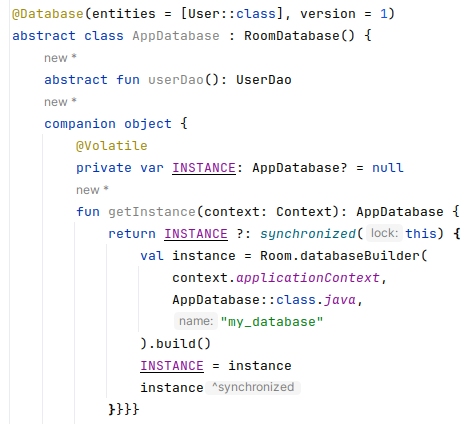 @Database(entities = [User::class], version = 1)
abstract class AppDatabase : RoomDatabase() {
new *
abstract fun userDao(): UserDao
new *
companion object {
@Volatile
private var INSTANCE: AppDatabase? = null
new *
fun getInstance(context: Context): AppDatabase {
return INSTANCE ?: synchronized( lock: this) {
val instance = Room.databaseBuilder(
context.applicationContext,
AppDatabase::class.java,
name: "my_database"
).build()
INSTANCE = instance
instance ^synchronized
}}}}